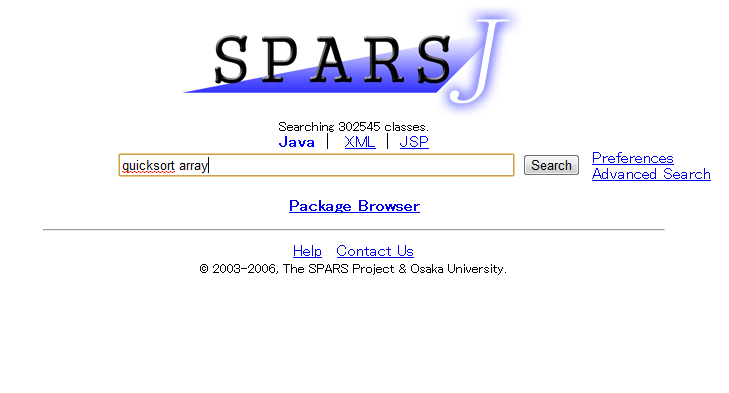 SPARSJ
Searching 302545 classes.
Java | XML | JSP
quicksort array
Search
Preferences
Advanced Search
Package Browser
Help Contact Us
© 2003-2006, The SPARS Project & Osaka University.